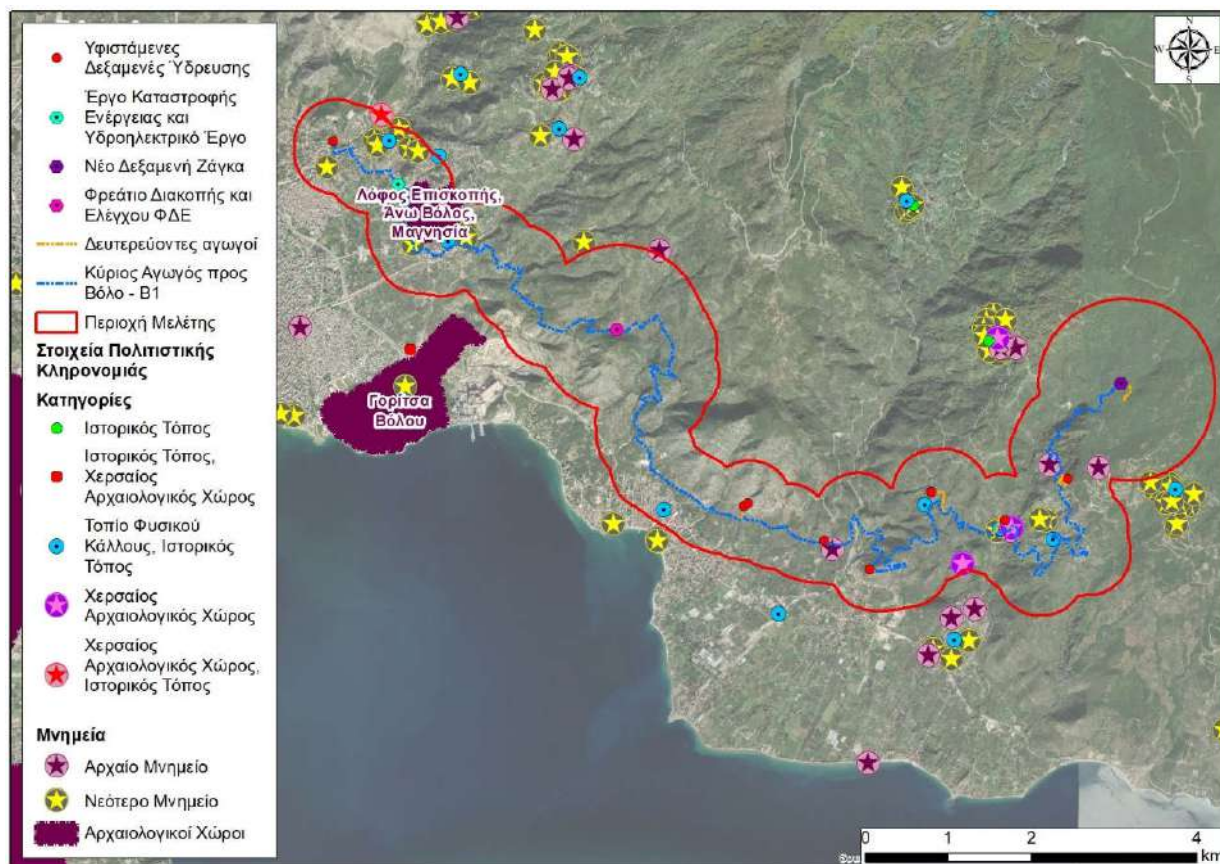 Υφιστάμενες
Δεξαμενές Ύδρευσης
Έργο Καταστροφής
Ενέργειας και
Υδροηλεκτρικό Έργο
Νέο Δεξαμενή Ζάγκα
Φρεάτιο Διακοπής και
Ελέγχου ΦΔΕ
Δευτερεύοντες αγωγοί
Κύριος Αγωγός προς
Βόλο - Β1
Περιοχή Μελέτης
Στοιχεία Πολιτιστικής
Κληρονομιάς
Κατηγορίες
Ιστορικός Τόπος
Ιστορικός Τόπος,
Χερσαίος
Αρχαιολογικός Χώρος
Τοπίο Φυσικού
Κάλλους, Ιστορικός
Τόπος
Χερσαίος
Αρχαιολογικός Χώρος
Χερσαίος
Αρχαιολογικός Χώρος,
Ιστορικός Τόπος
Μνημεία
Αρχαίο Μνημείο
Νεότερο Μνημείο
Αρχαιολογικοί Χώροι
Λόφος Επισκοπής,
Άνω Βόλος,
Μαγνησία
Γορίτσα
Βόλου
N
W E
S
0 1 2 4
km